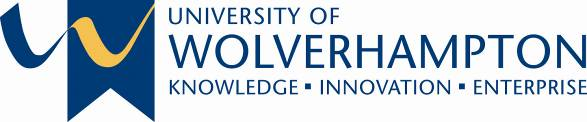 UNIVERSITY OF
WOLVERHAMPTON
KNOWLEDGE ▪ INNOVATION ▪ ENTERPRISE